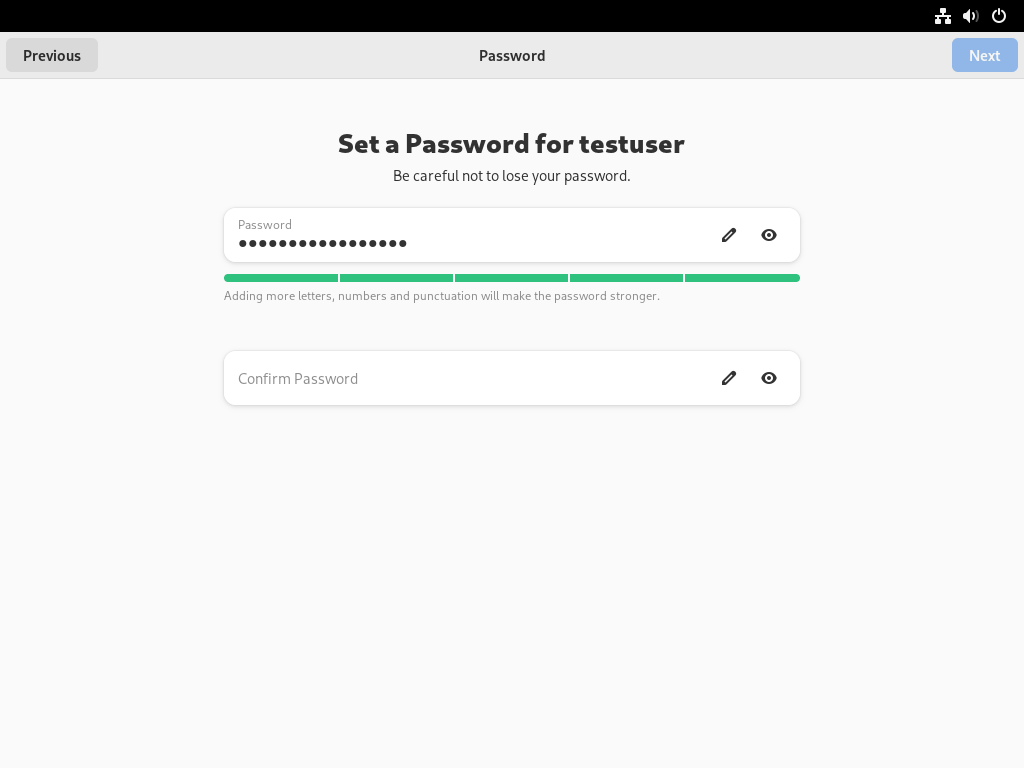 Previous
Password
Next
Set a Password for testuser
Be careful not to lose your password.
Password
●●●●●●●●●●●●●●●●●
Adding more letters, numbers and punctuation will make the password stronger.
Confirm Password